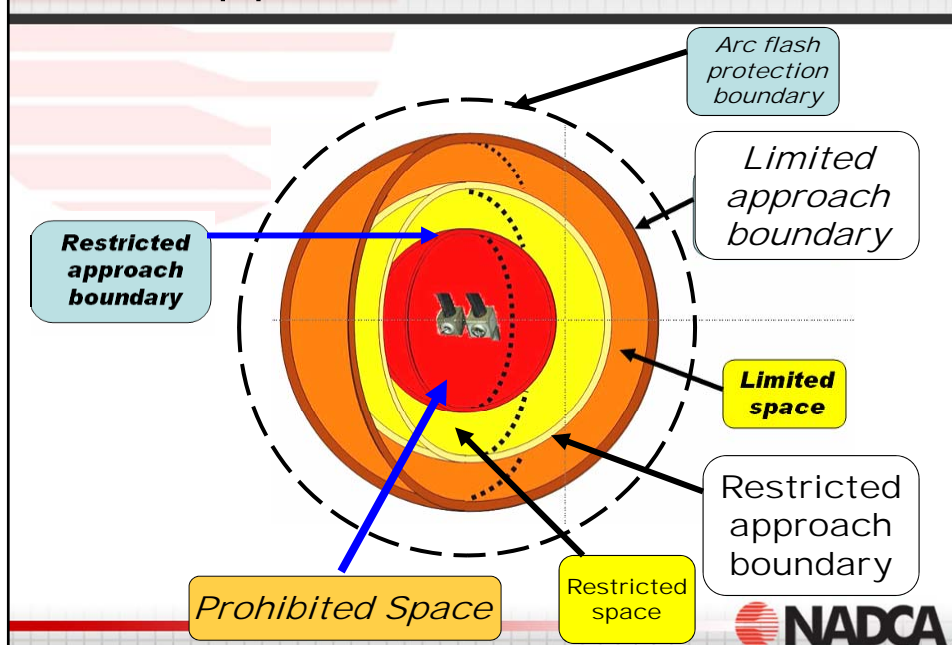 Arc flash
protection
boundary
Limited
approach
boundary
Restricted
approach
boundary
Limited
space
Restricted
approach
boundary
Restricted
space
Prohibited Space
NADCA